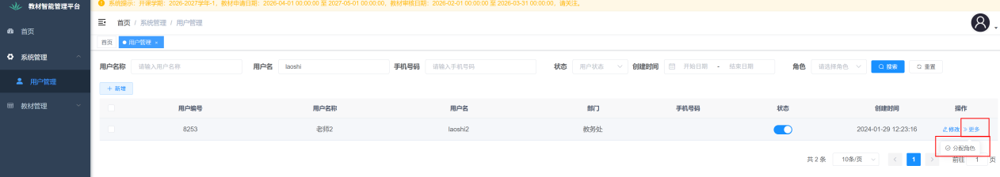 教材智能管理平台
系统提示：开课学期：2026-2027学年-1，教材申请日期：2026-04-01 00:00:00 至 2027-05-01 00:00:00，教材审核日期：2026-02-01 00:00:00 至 2026-03-31 00:00:00，请关注。
首页
系统管理
用户管理
教材管理
首页 / 系统管理 / 用户管理
首页 用户管理 ×
用户名称 请输入用户名称 用户名 laoshi 手机号码 请输入手机号码 状态 用户状态 创建时间 开始日期 - 结束日期 角色 请选择角色 搜索 重置
+ 新增
用户编号 用户名称 用户名 部门 手机号码 状态 创建时间 操作
8253 老师2 laoshi2 教务处 2024-01-29 12:23:16 修改 » 更多
分配角色
共 2 条 10条/页 < 1 > 前往 1 页